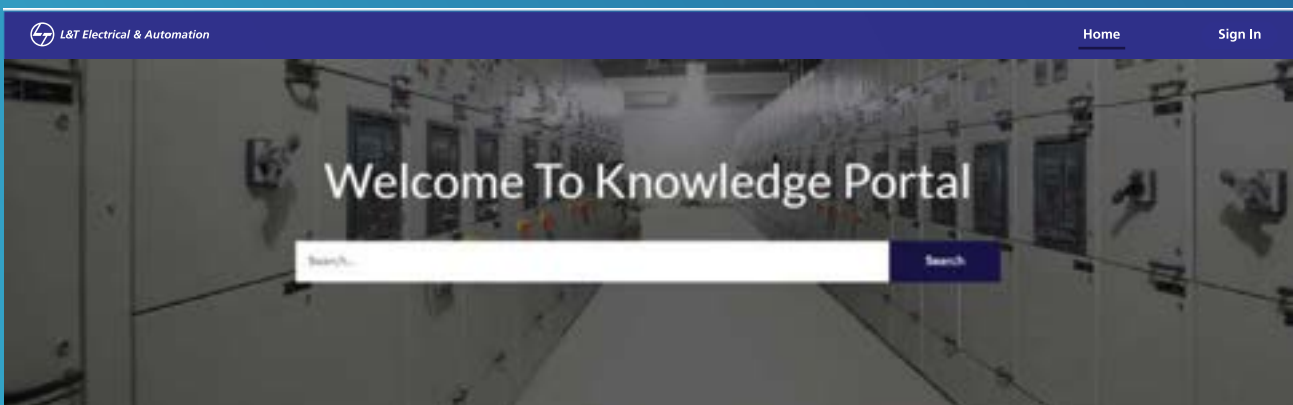 L&T Electrical & Automation
Home
Sign In
Welcome To Knowledge Portal
Search...
Search